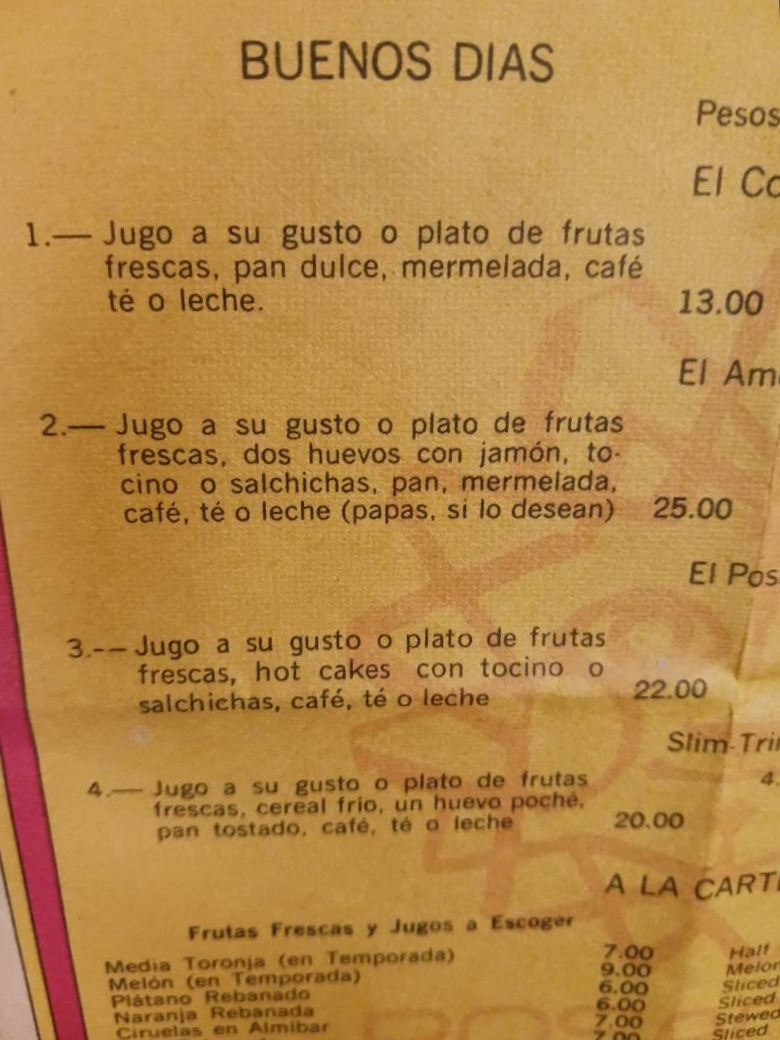 BUENOS DIAS
Pesos
El Co
1.— Jugo a su gusto o plato de frutas
frescas, pan dulce, mermelada, café
té o leche. 13.00
El Am
2.— Jugo a su gusto o plato de frutas
frescas, dos huevos con jamón, to-
cino o salchichas, pan, mermelada,
café, té o leche (papas, si lo desean) 25.00
El Pos
3.-- Jugo a su gusto o plato de frutas
frescas, hot cakes con tocino o
salchichas, café, té o leche 22.00
Slim-Tri
4.
4.— Jugo a su gusto o plato de frutas
frescas, cereal frio, un huevo poché,
pan tostado, café, té o leche 20.00
A LA CART
Frutas Frescas y Jugos a Escoger
Media Toronja (en Temporada) 7.00 Half
Melón (en Temporada) 9.00 Melon
Plátano Rebanado 6.00 Sliced
Naranja Rebanada 6.00 Sliced
Ciruelas en Almibar 7.00 Stewed
7.00 Sliced